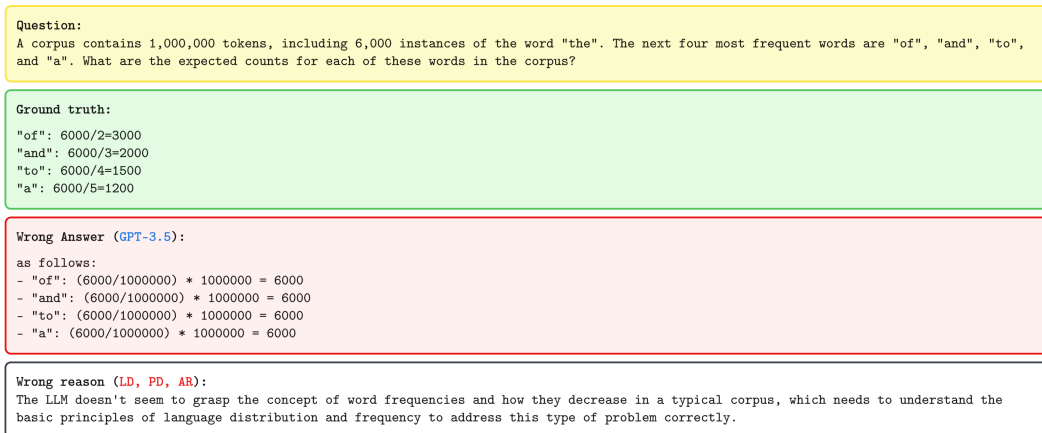 Question:
A corpus contains 1,000,000 tokens, including 6,000 instances of the word "the". The next four most frequent words are "of", "and", "to",
and "a". What are the expected counts for each of these words in the corpus?
Ground truth:
"of": 6000/2=3000
"and": 6000/3=2000
"to": 6000/4=1500
"a": 6000/5=1200
Wrong Answer (GPT-3.5):
as follows:
- "of": (6000/1000000) * 1000000 = 6000
- "and": (6000/1000000) * 1000000 = 6000
- "to": (6000/1000000) * 1000000 = 6000
- "a": (6000/1000000) * 1000000 = 6000
Wrong reason (LD, PD, AR):
The LLM doesn't seem to grasp the concept of word frequencies and how they decrease in a typical corpus, which needs to understand the
basic principles of language distribution and frequency to address this type of problem correctly.